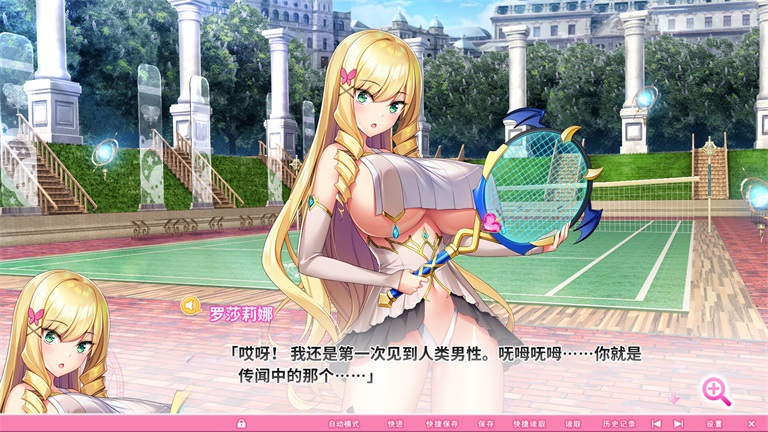 罗莎莉娜
「哎呀！ 我还是第一次见到人类男性。呒呣呒呣……你就是
传闻中的那个……」
自动模式 快进 快捷保存 保存 快捷读取 读取 历史记录 设置